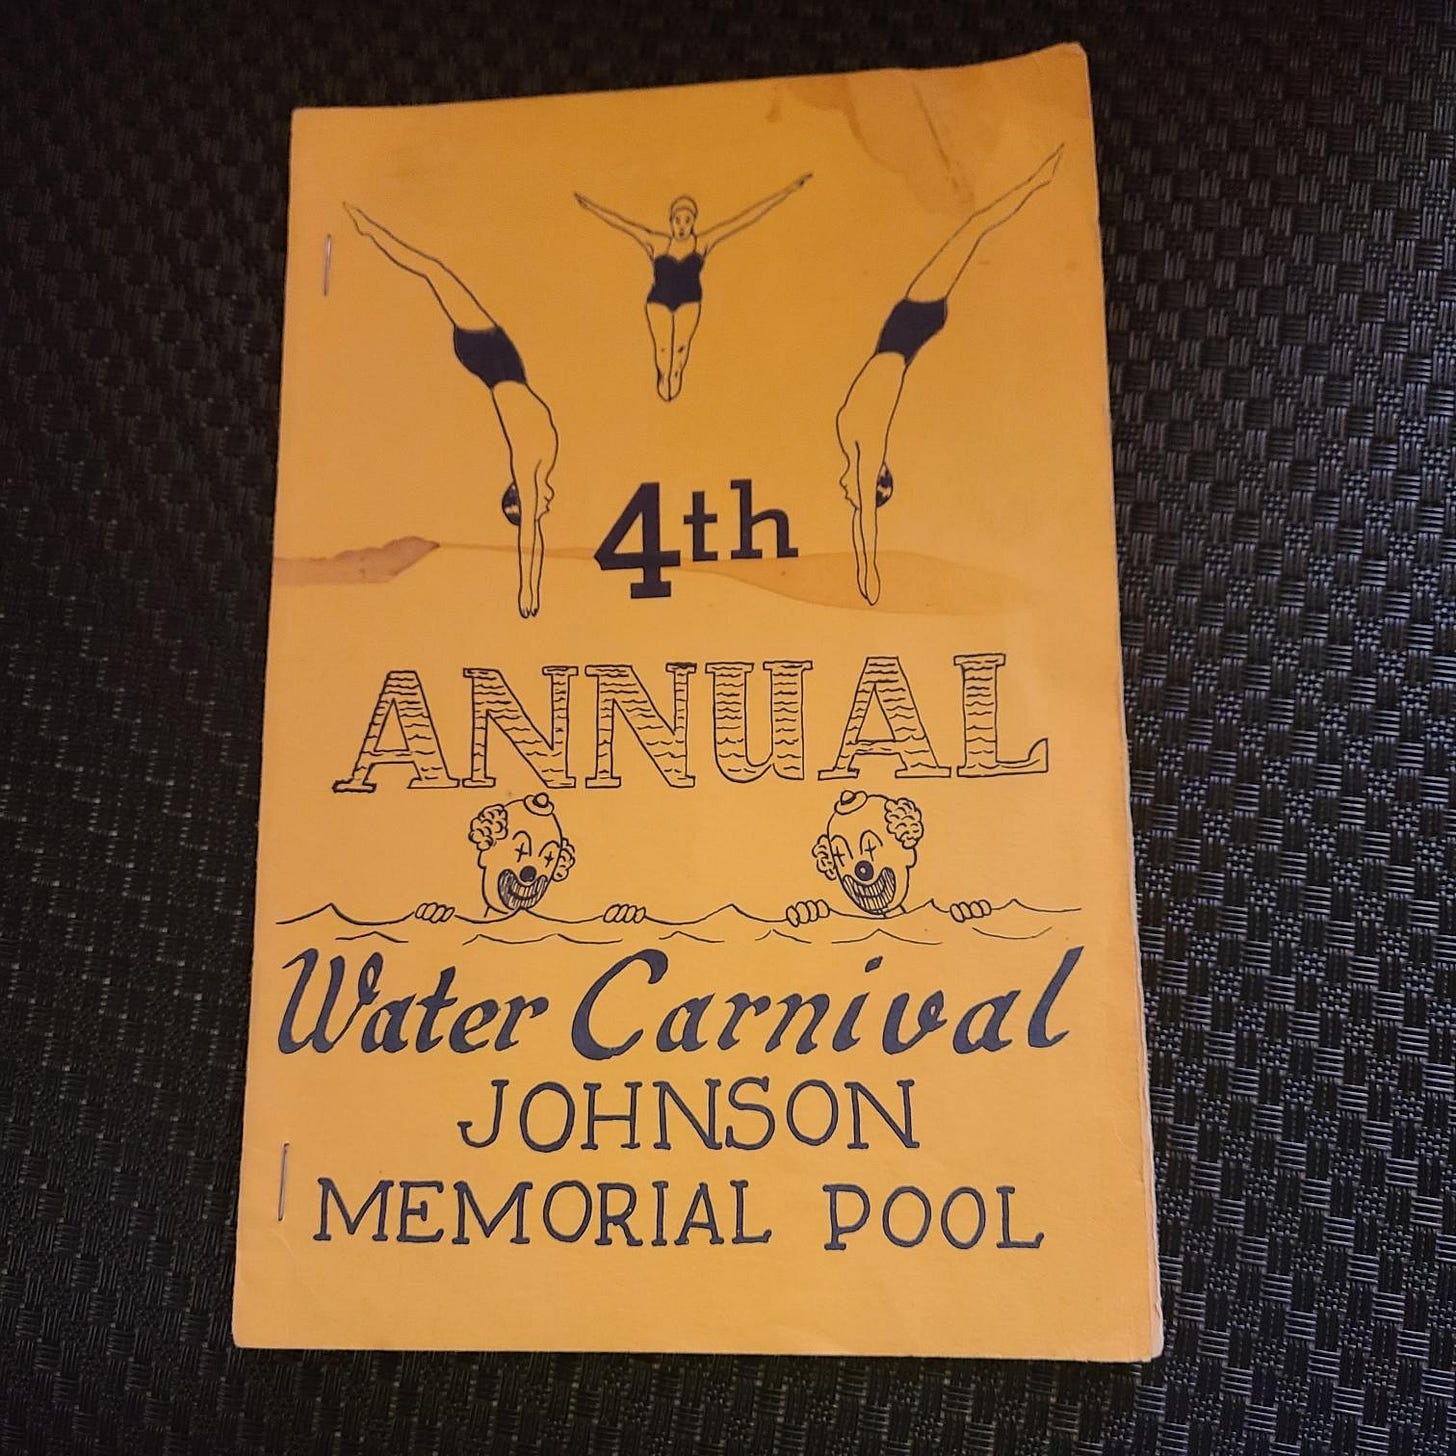 4th
ANNUAL
Water Carnival
JOHNSON
MEMORIAL POOL